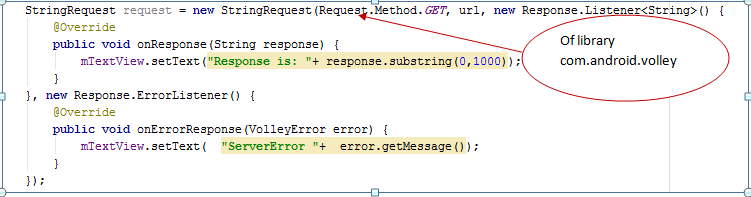 StringRequest request = new StringRequest(Request.Method.GET, url, new Response.Listener<String>() {
@Override
public void onResponse(String response) {
mTextView.setText("Response is: "+ response.substring(0,1000));
}
}, new Response.ErrorListener() {
@Override
public void onErrorResponse(VolleyError error) {
mTextView.setText(  "ServerError "+  error.getMessage());
}
});
Of library
com.android.volley